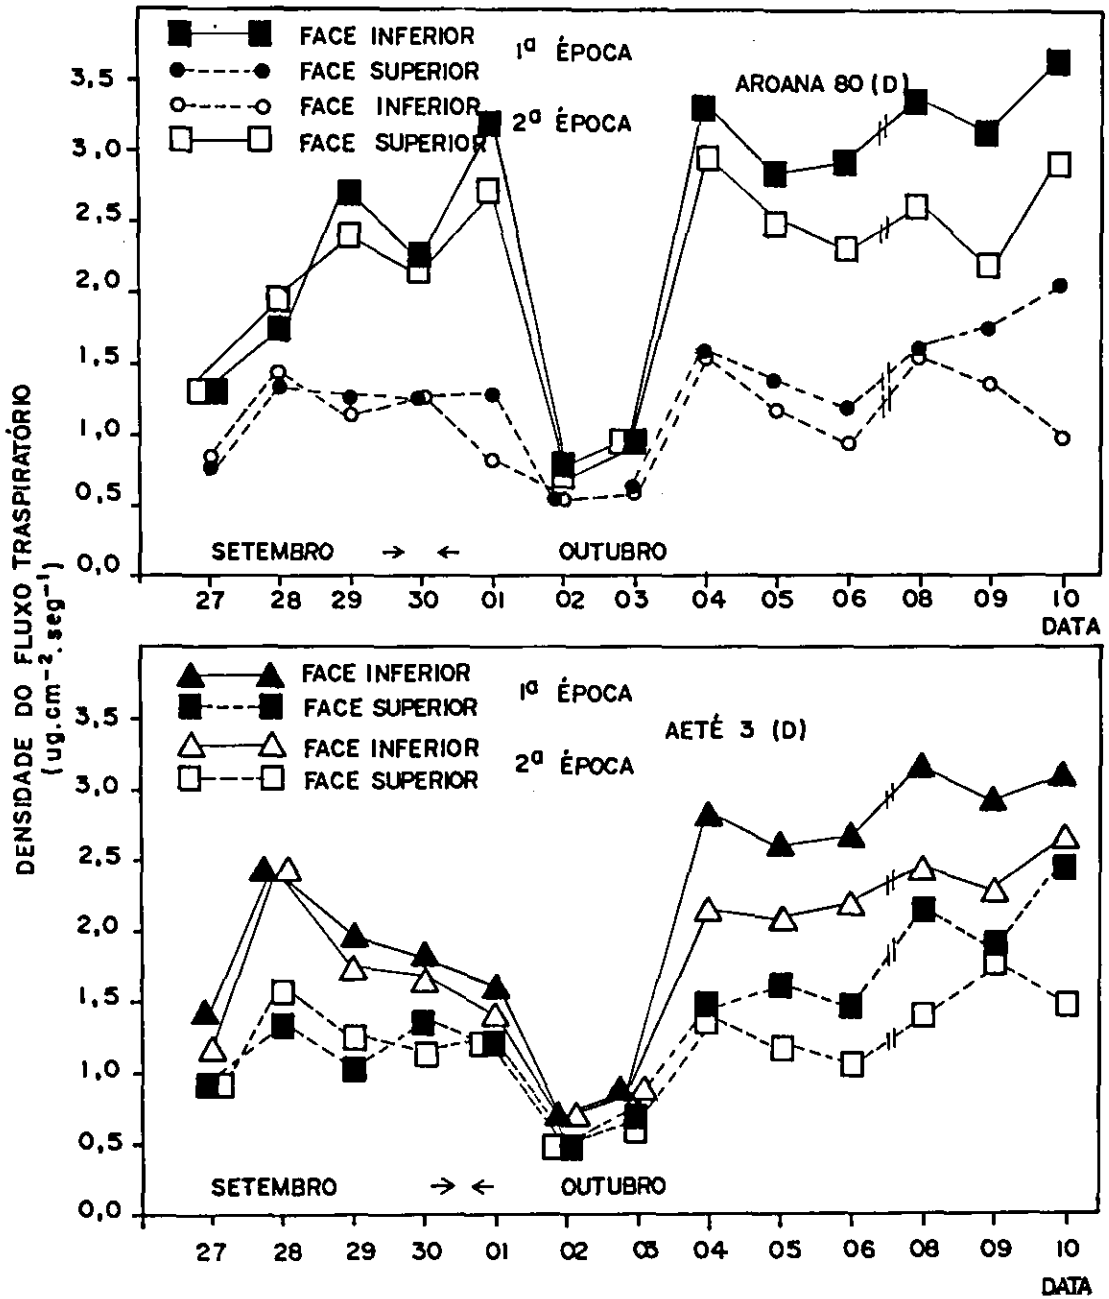 FACE INFERIOR
1ª ÉPOCA
FACE SUPERIOR
FACE INFERIOR
2ª ÉPOCA
FACE SUPERIOR
AROANA 80 (D)
3,5
3,0
2,5
2,0
1,5
1,0
0,5
0,0
SETEMBRO → ← OUTUBRO
27 28 29 30 01 02 03 04 05 06 08 09 10
DATA
DENSIDADE DO FLUXO TRASPIRATÓRIO
(ug.cm⁻².seg⁻¹)
FACE INFERIOR
1ª ÉPOCA
FACE SUPERIOR
FACE INFERIOR
2ª ÉPOCA
FACE SUPERIOR
AETÉ 3 (D)
3,5
3,0
2,5
2,0
1,5
1,0
0,5
0,0
SETEMBRO → ← OUTUBRO
27 28 29 30 01 02 03 04 05 06 08 09 10
DATA